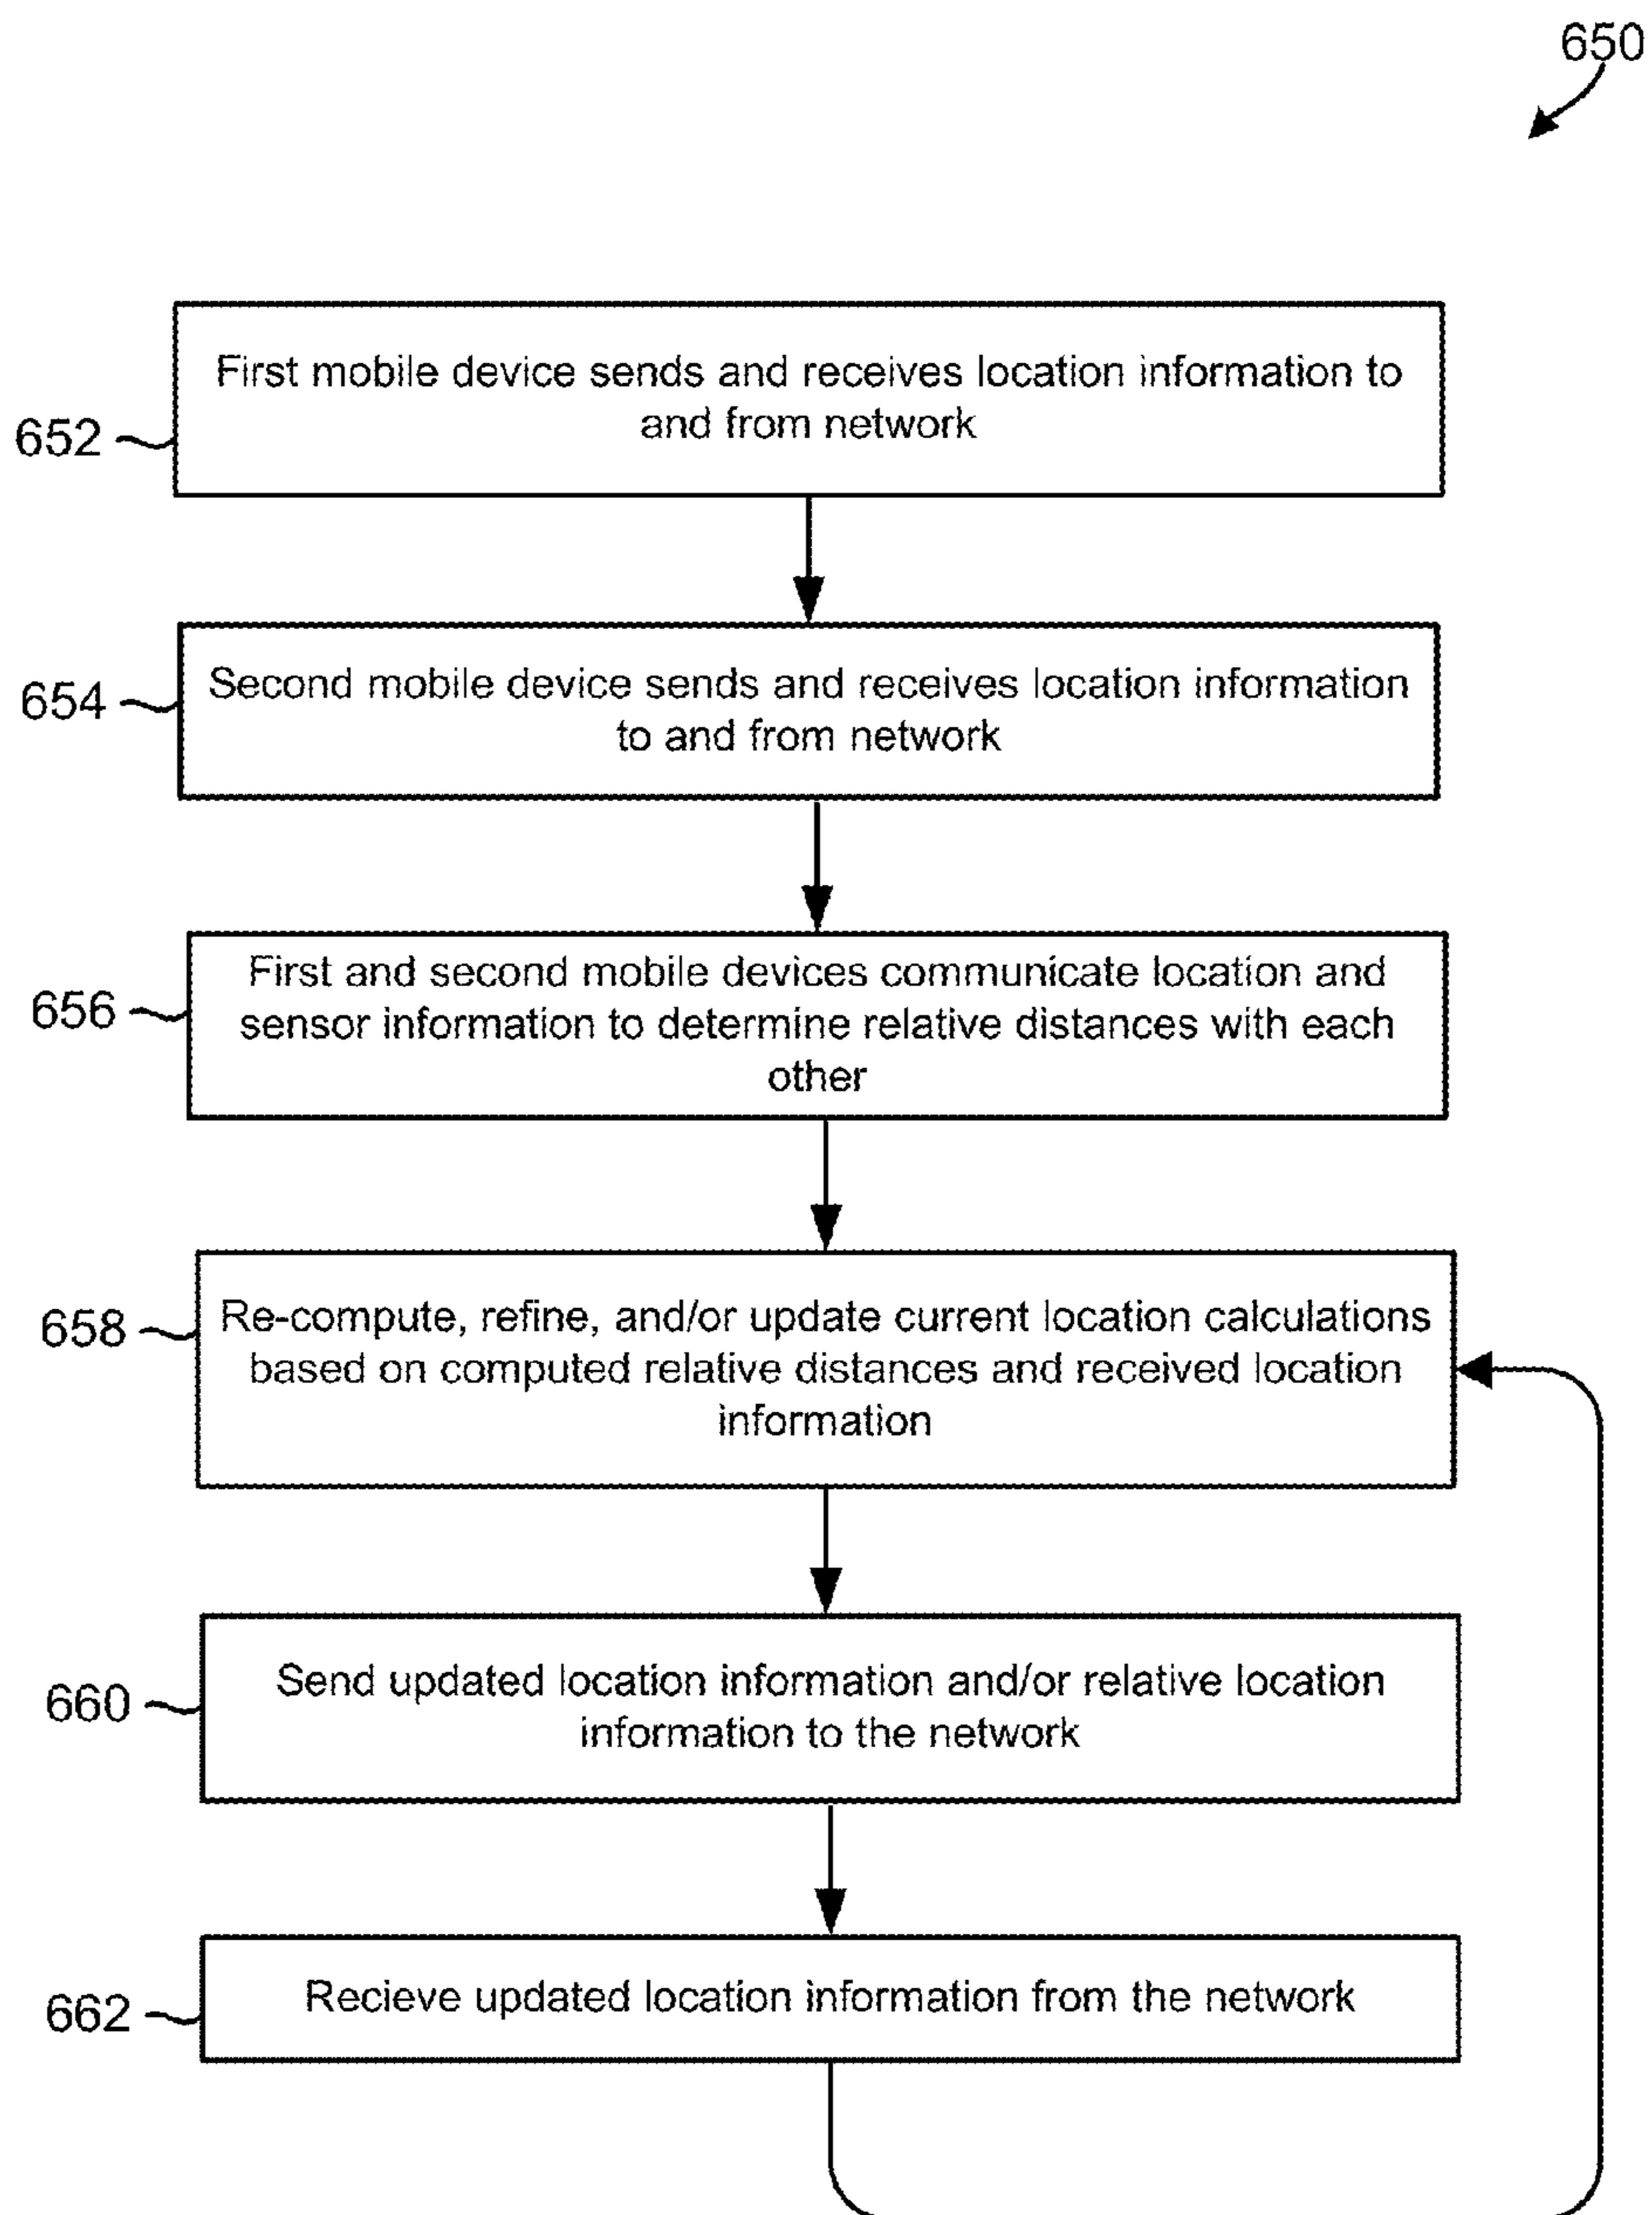 650
First mobile device sends and receives location information to
and from network
652
Second mobile device sends and receives location information
to and from network
654
First and second mobile devices communicate location and
sensor information to determine relative distances with each
other
656
Re-compute, refine, and/or update current location calculations
based on computed relative distances and received location
information
658
Send updated location information and/or relative location
information to the network
660
Recieve updated location information from the network
662